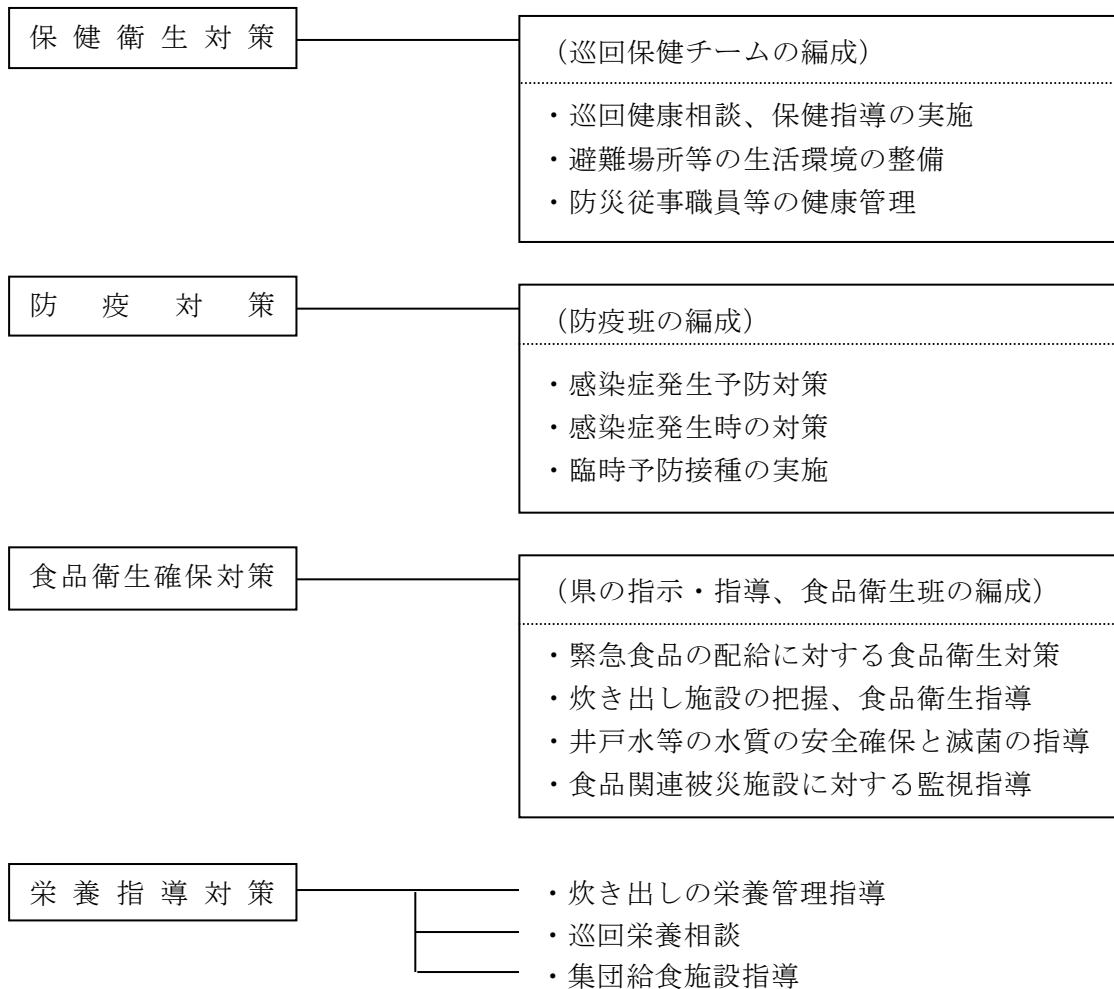 保健衛生対策
（巡回保健チームの編成）
・巡回健康相談、保健指導の実施
・避難場所等の生活環境の整備
・防災従事職員等の健康管理
防疫対策
（防疫班の編成）
・感染症発生予防対策
・感染症発生時の対策
・臨時予防接種の実施
食品衛生確保対策
（県の指示・指導、食品衛生班の編成）
・緊急食品の配給に対する食品衛生対策
・炊き出し施設の把握、食品衛生指導
・井戸水等の水質の安全確保と滅菌の指導
・食品関連被災施設に対する監視指導
栄養指導対策
・炊き出しの栄養管理指導
・巡回栄養相談
・集団給食施設指導